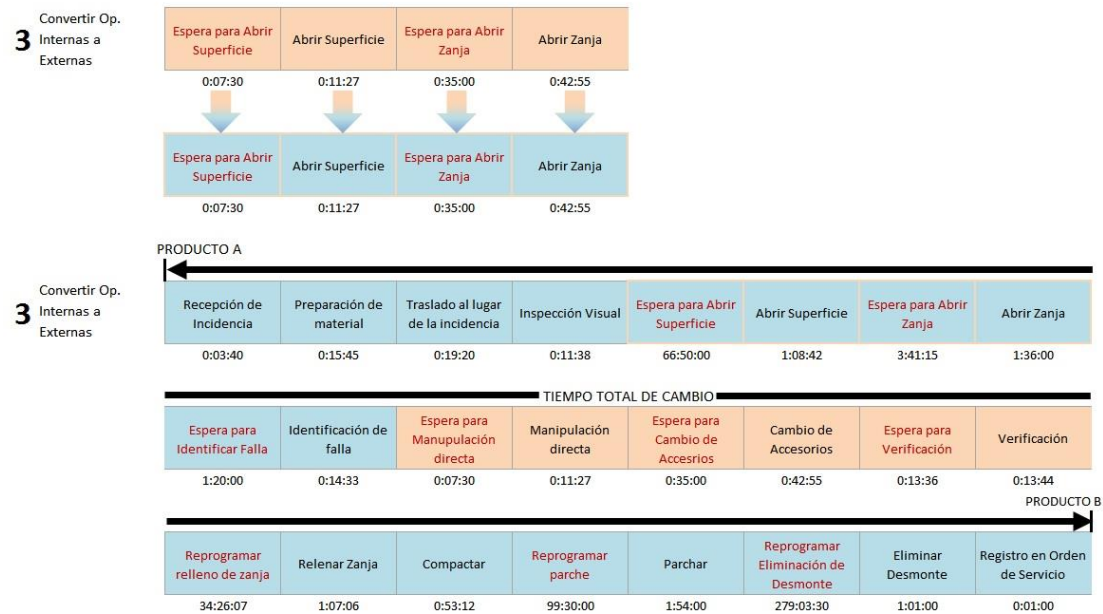 3
Convertir Op.
Internas a
Externas
Espera para Abrir
Superficie
Abrir Superficie
Espera para Abrir
Zanja
Abrir Zanja
0:07:30
0:11:27
0:35:00
0:42:55
Espera para Abrir
Superficie
Abrir Superficie
Espera para Abrir
Zanja
Abrir Zanja
0:07:30
0:11:27
0:35:00
0:42:55
PRODUCTO A
3
Convertir Op.
Internas a
Externas
Recepción de
Incidencia
Preparación de
material
Traslado al lugar
de la incidencia
Inspección Visual
Espera para Abrir
Superficie
Abrir Superficie
Espera para Abrir
Zanja
Abrir Zanja
0:03:40
0:15:45
0:19:20
0:11:38
66:50:00
1:08:42
3:41:15
1:36:00
TIEMPO TOTAL DE CAMBIO
Espera para
Identificar Falla
Identificación de
falla
Espera para
Manupulación
directa
Manipulación
directa
Espera para
Cambio de
Accesrios
Cambio de
Accesorios
Espera para
Verificación
Verificación
1:20:00
0:14:33
0:07:30
0:11:27
0:35:00
0:42:55
0:13:36
0:13:44
PRODUCTO B
Reprogramar
relleno de zanja
Relenar Zanja
Compactar
Reprogramar
parche
Parchar
Reprogramar
Eliminación de
Desmonte
Eliminar
Desmonte
Registro en Orden
de Servicio
34:26:07
1:07:06
0:53:12
99:30:00
1:54:00
279:03:30
1:01:00
0:01:00